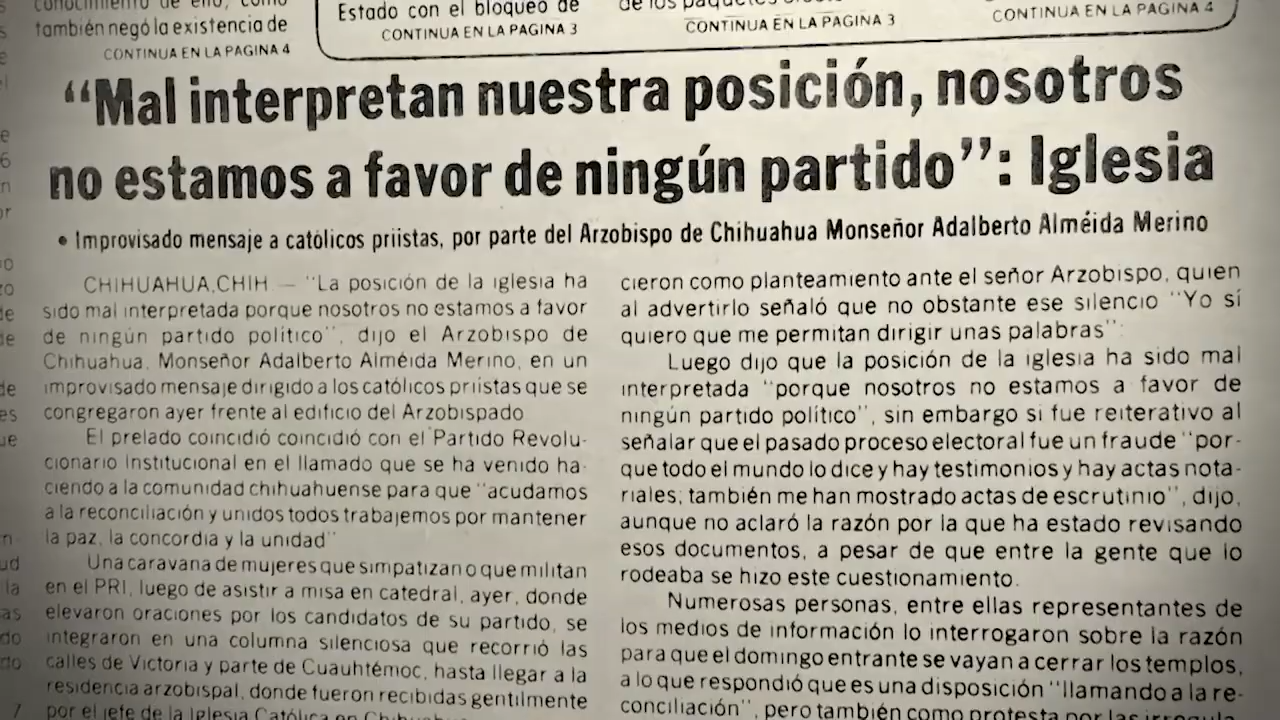 conocimiento de ello, como
también negó la existencia de
CONTINUA EN LA PAGINA 4
Estado con el bloqueo de
CONTINUA EN LA PAGINA 3
de los
CONTINUA EN LA PAGINA 3
CONTINUA EN LA PAGINA 4
“Mal interpretan nuestra posición, nosotros
no estamos a favor de ningún partido”: Iglesia
• Improvisado mensaje a católicos priistas, por parte del Arzobispo de Chihuahua Monseñor Adalberto Alméida Merino
CHIHUAHUA,CHIH.— "La posición de la iglesia ha
sido mal interpretada porque nosotros no estamos a favor
de ningún partido político", dijo el Arzobispo de
Chihuahua, Monseñor Adalberto Alméida Merino, en un
improvisado mensaje dirigido a los católicos priistas que se
congregaron ayer frente al edificio del Arzobispado.
El prelado coincidió coincidió con el Partido Revolu-
cionario Institucional en el llamado que se ha venido ha-
ciendo a la comunidad chihuahuense para que "acudamos
a la reconciliación y unidos todos trabajemos por mantener
la paz, la concordia y la unidad"
Una caravana de mujeres que simpatizan o que militan
en el PRI, luego de asistir a misa en catedral, ayer, donde
elevaron oraciones por los candidatos de su partido, se
integraron en una columna silenciosa que recorrió las
calles de Victoria y parte de Cuauhtémoc, hasta llegar a la
residencia arzobispal, donde fueron recibidas gentilmente
por el jefe de la Iglesia Católica en
cieron como planteamiento ante el señor Arzobispo, quien
al advertirlo señaló que no obstante ese silencio "Yo sí
quiero que me permitan dirigir unas palabras":
Luego dijo que la posición de la iglesia ha sido mal
interpretada "porque nosotros no estamos a favor de
ningún partido político", sin embargo si fue reiterativo al
señalar que el pasado proceso electoral fue un fraude "por-
que todo el mundo lo dice y hay testimonios y hay actas nota-
riales; también me han mostrado actas de escrutinio", dijo,
aunque no aclaró la razón por la que ha estado revisando
esos documentos, a pesar de que entre la gente que lo
rodeaba se hizo este cuestionamiento.
Numerosas personas, entre ellas representantes de
los medios de información lo interrogaron sobre la razón
para que el domingo entrante se vayan a cerrar los templos,
a lo que respondió que es una disposición "llamando a la re-
conciliación", pero también como protesta por las